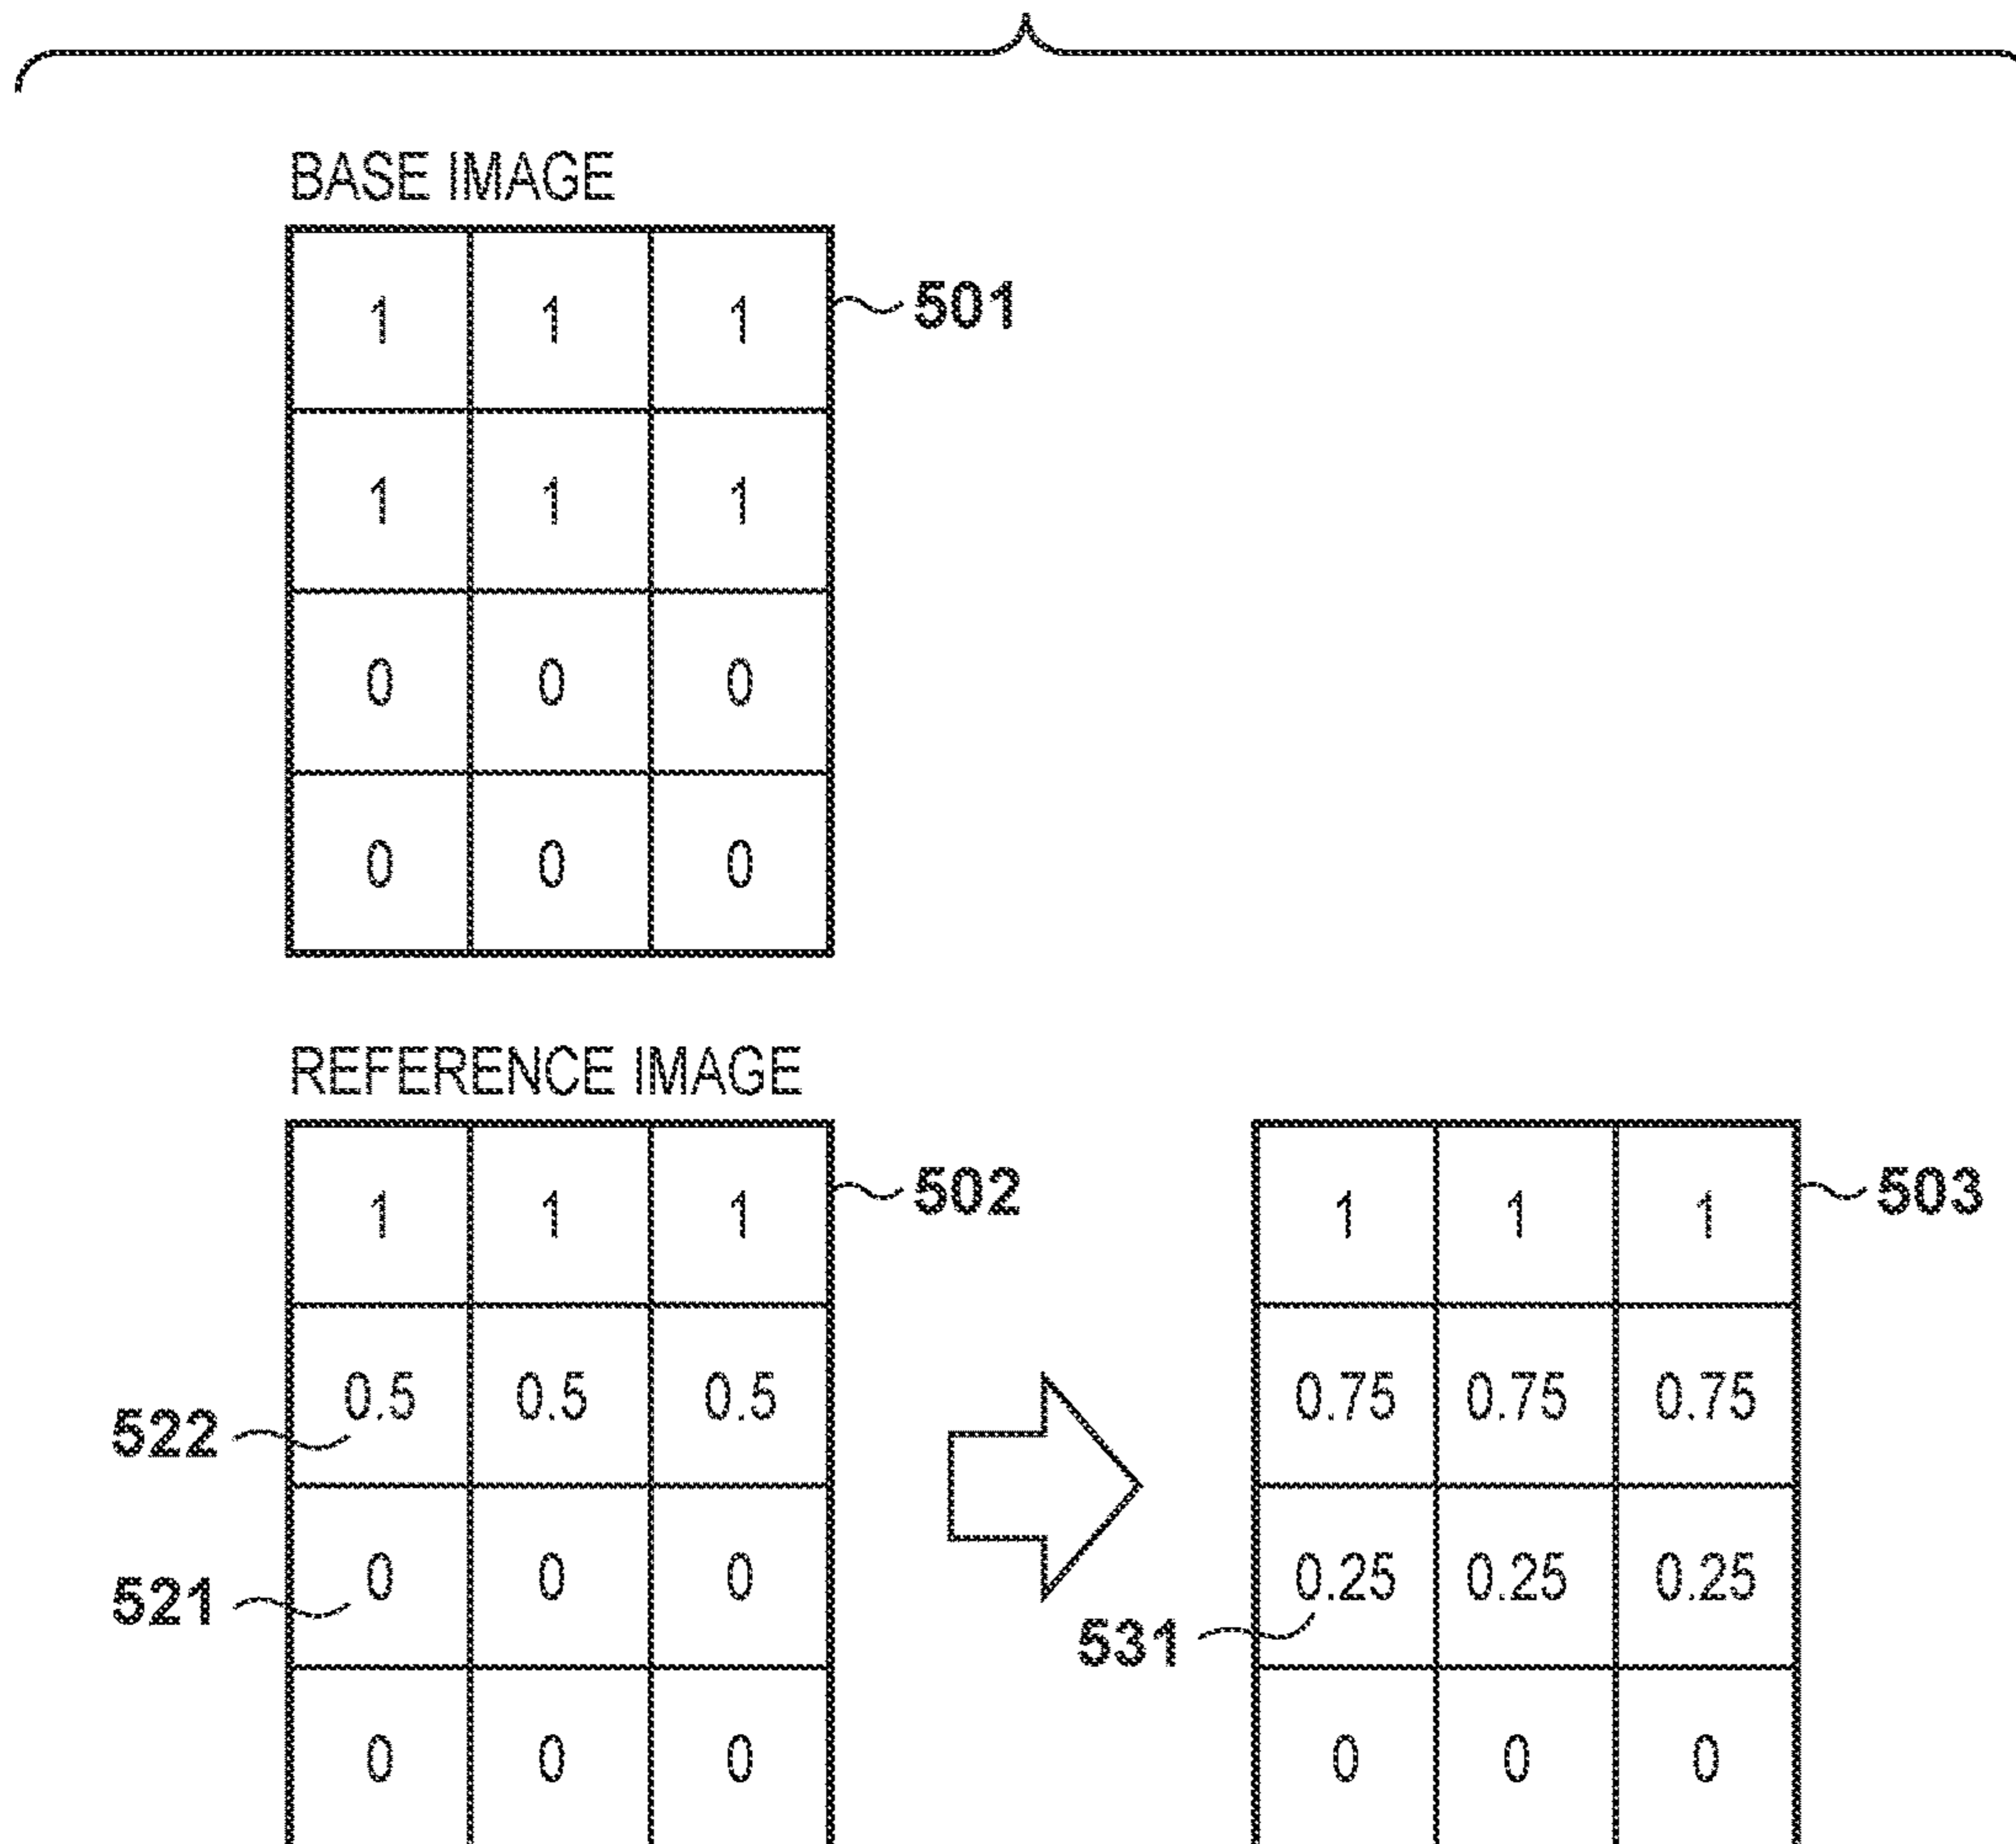 BASE IMAGE
1 1 1 501
1 1 1
0 0 0
0 0 0
REFERENCE IMAGE
1 1 1 502 1 1 1 503
522 0.5 0.5 0.5 0.75 0.75 0.75
521 0 0 0 531 0.25 0.25 0.25
0 0 0 0 0 0